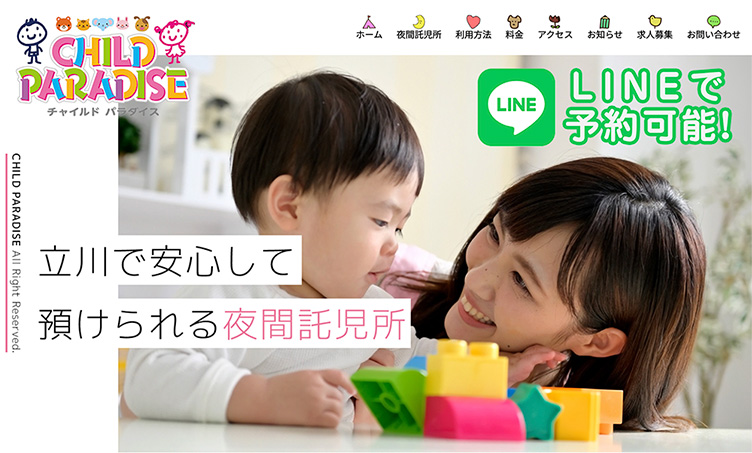 CHILD
PARADISE
チャイルド パラダイス
ホーム
夜間託児所
利用方法
料金
アクセス
お知らせ
求人募集
お問い合わせ
LINE
LINEで
予約可能!
CHILD PARADISE All Right Reserved.
立川で安心して
預けられる夜間託児所